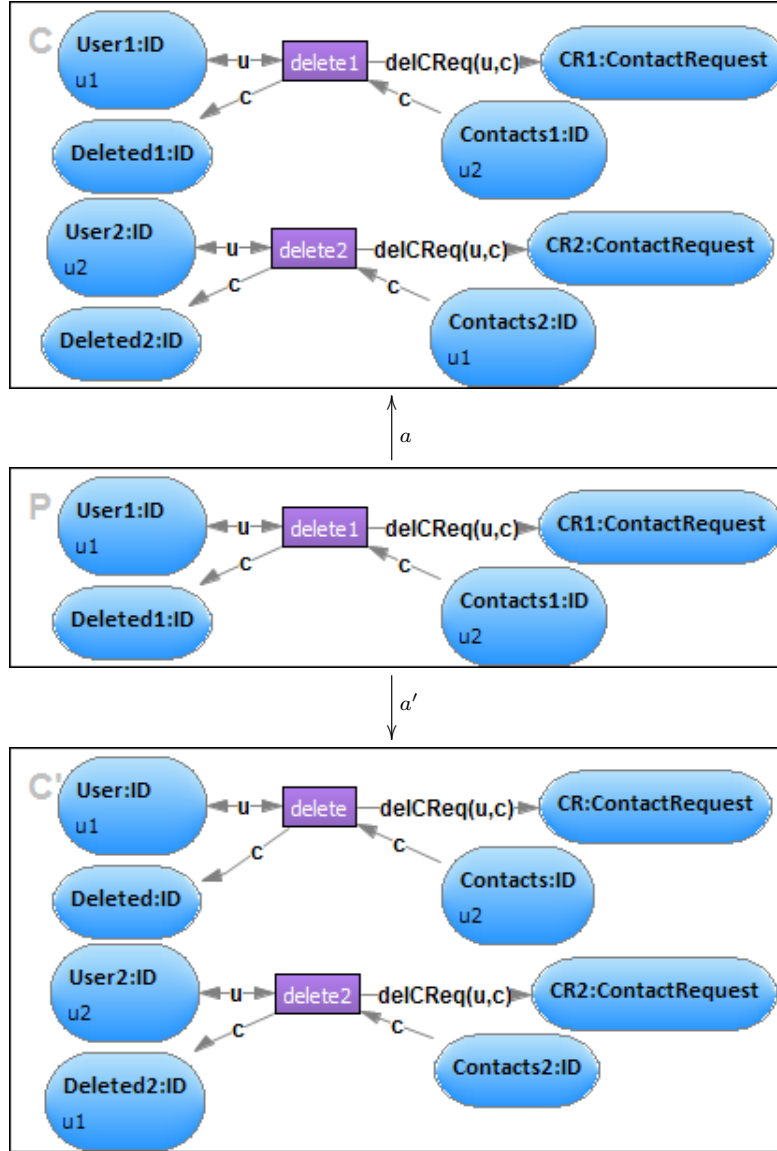 C
User1:ID
u1
u
delete1
delCReq(u,c)
CR1:ContactRequest
c
c
Deleted1:ID
Contacts1:ID
u2
User2:ID
u2
u
delete2
delCReq(u,c)
CR2:ContactRequest
c
c
Deleted2:ID
Contacts2:ID
u1
a
P
User1:ID
u1
u
delete1
delCReq(u,c)
CR1:ContactRequest
c
c
Deleted1:ID
Contacts1:ID
u2
a′
C'
User:ID
u1
u
delete
delCReq(u,c)
CR:ContactRequest
c
c
Deleted:ID
Contacts:ID
u2
User2:ID
u2
u
delete2
delCReq(u,c)
CR2:ContactRequest
c
c
Deleted2:ID
u1
Contacts2:ID